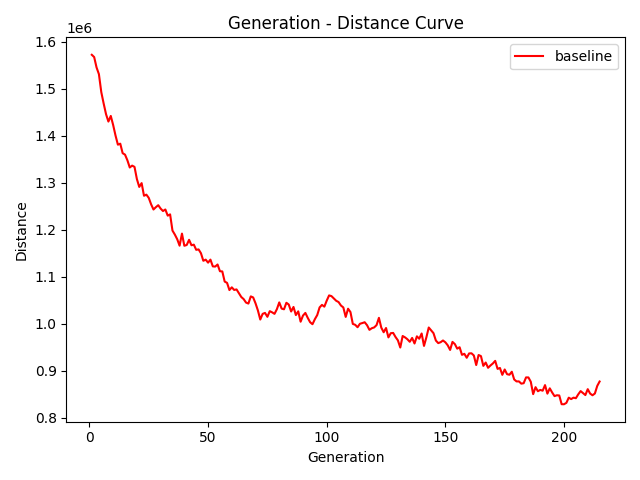 Generation - Distance Curve
1e6
baseline
1.6
1.5
1.4
1.3
1.2
1.1
1.0
0.9
0.8
Distance
0 50 100 150 200
Generation